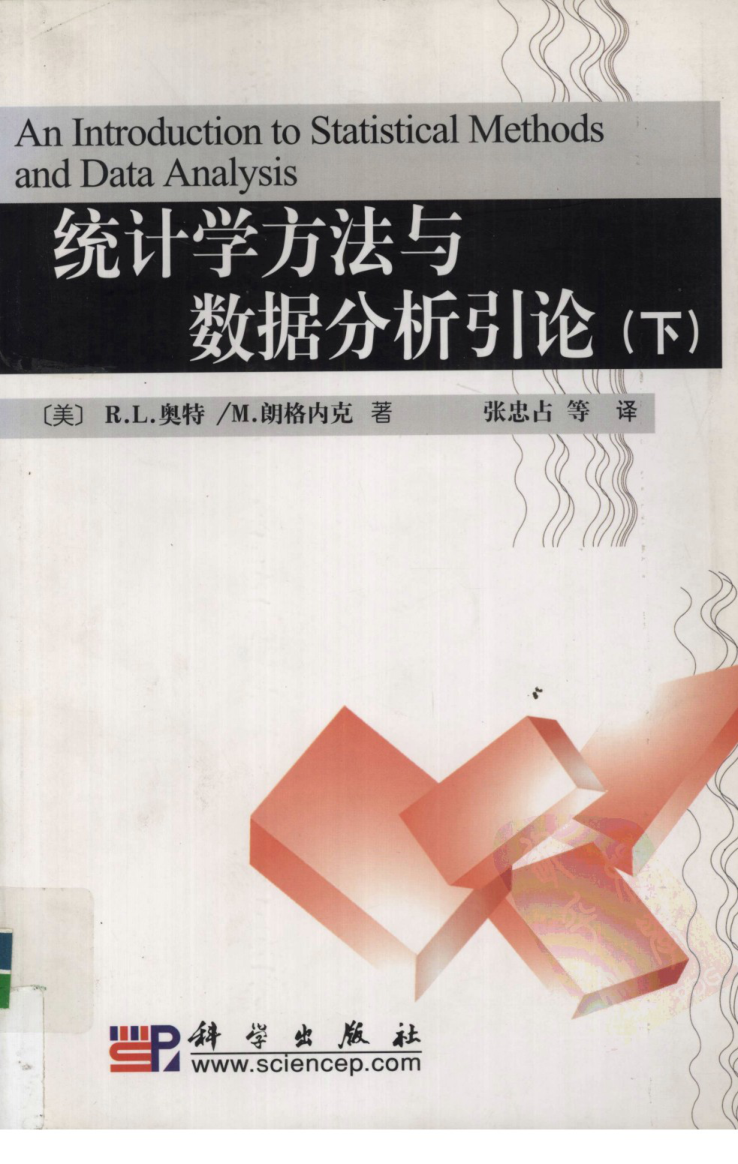 An Introduction to Statistical Methods
and Data Analysis
统计学方法与
数据分析引论（下）
〔美〕 R.L.奥特 /M.朗格内克 著 张忠占 等 译
科学出版社
www.sciencep.com